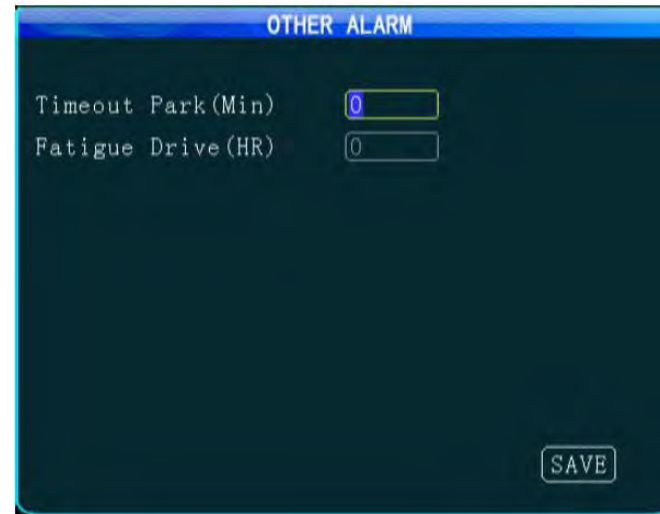 OTHER ALARM
Timeout Park(Min) 0
Fatigue Drive(HR) 0
SAVE